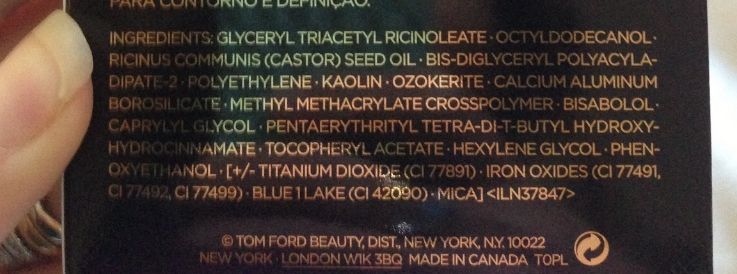 PARA CONTORNO E DEFINIÇÃO.
INGREDIENTS: GLYCERYL TRIACETYL RICINOLEATE · OCTYLDODECANOL ·
RICINUS COMMUNIS (CASTOR) SEED OIL · BIS-DIGLYCERYL POLYACYLA-
DIPATE-2 · POLYETHYLENE · KAOLIN · OZOKERITE · CALCIUM ALUMINUM
BOROSILICATE · METHYL METHACRYLATE CROSSPOLYMER · BISABOLOL ·
CAPRYLYL GLYCOL · PENTAERYTHRITYL TETRA-DI-T-BUTYL HYDROXY-
HYDROCINNAMATE · TOCOPHERYL ACETATE · HEXYLENE GLYCOL · PHEN-
OXYETHANOL · [+/- TITANIUM DIOXIDE (CI 77891) · IRON OXIDES (CI 77491,
CI 77492, CI 77499) · BLUE 1 LAKE (CI 42090) · MICA] <ILN37847>
© TOM FORD BEAUTY, DIST., NEW YORK, N.Y. 10022
NEW YORK · LONDON W1K 3BQ MADE IN CANADA TOPL